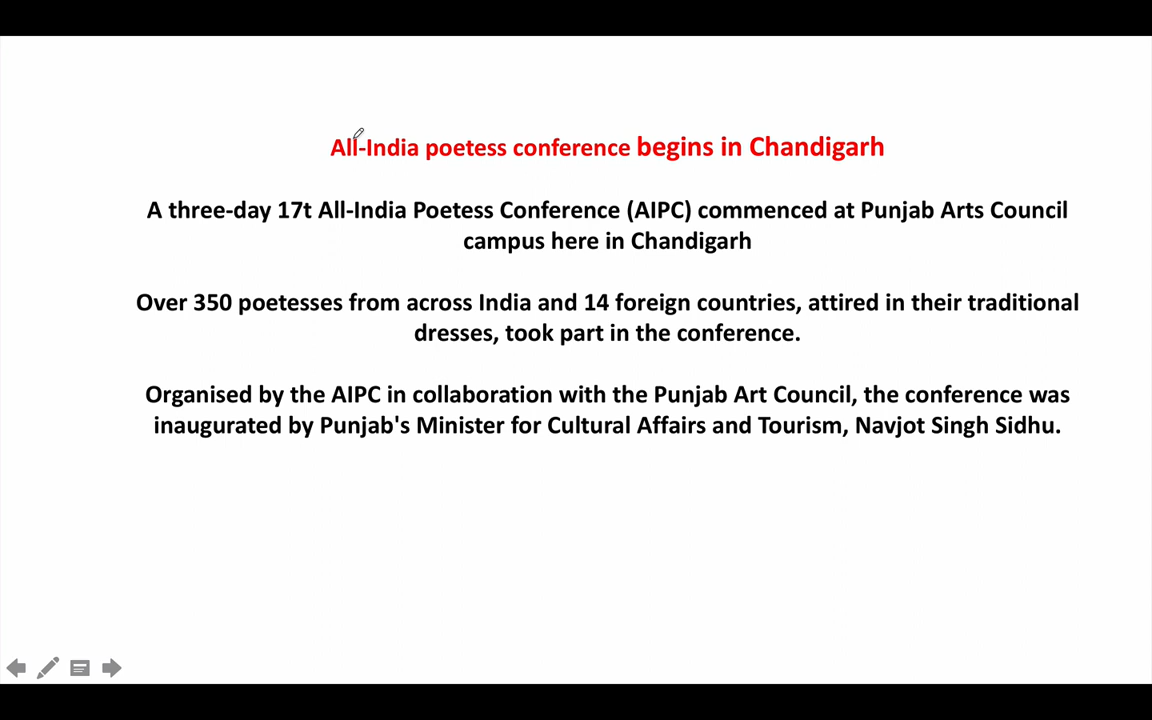 All-India poetess conference begins in Chandigarh
A three-day 17t All-India Poetess Conference (AIPC) commenced at Punjab Arts Council
campus here in Chandigarh
Over 350 poetesses from across India and 14 foreign countries, attired in their traditional
dresses, took part in the conference.
Organised by the AIPC in collaboration with the Punjab Art Council, the conference was
inaugurated by Punjab's Minister for Cultural Affairs and Tourism, Navjot Singh Sidhu.